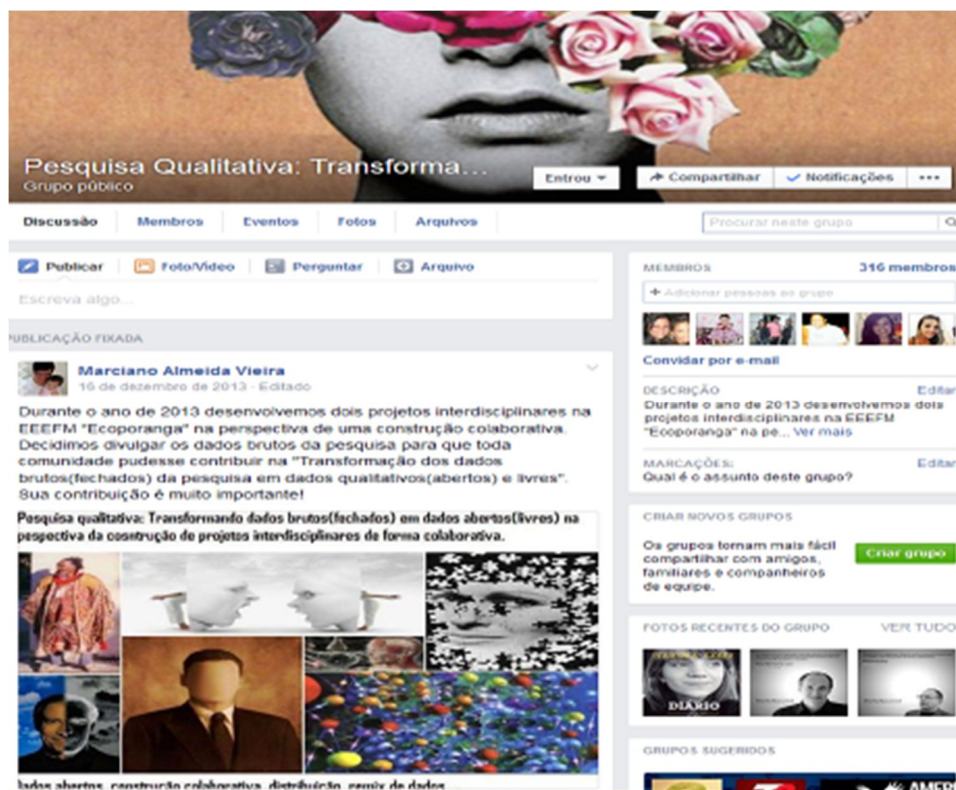 Pesquisa Qualitativa: Transforma...
Grupo público
Entrou
Compartilhar
Notificações
Discussão
Membros
Eventos
Fotos
Arquivos
Procurar neste grupo
Publicar
Foto/Vídeo
Perguntar
Arquivo
Escreva algo...
PUBLICAÇÃO FIXADA
Marciano Almeida Vieira
16 de dezembro de 2013 · Editado
Durante o ano de 2013 desenvolvemos dois projetos interdisciplinares na
EEEFM "Ecoporanga" na perspectiva de uma construção colaborativa.
Decidimos divulgar os dados brutos da pesquisa para que toda
comunidade pudesse contribuir na "Transformação dos dados
brutos(fechados) da pesquisa em dados qualitativos(abertos) e livres".
Sua contribuição é muito importante!
Pesquisa qualitativa: Transformando dados brutos(fechados) em dados abertos(livres) na
pespectiva da cosntrução de projetos interdisciplinares de forma colaborativa.
dados abertos, construção colaborativa, distribuição, remix de dados
MEMBROS
316 membros
+ Adicionar pessoas ao grupo
Convidar por e-mail
DESCRIÇÃO
Editar
Durante o ano de 2013 desenvolvemos dois
projetos interdisciplinares na EEEFM
"Ecoporanga" na pe... Ver mais
MARCAÇÕES:
Editar
Qual é o assunto deste grupo?
CRIAR NOVOS GRUPOS
Os grupos tornam mais fácil
compartilhar com amigos,
familiares e companheiros
de equipe.
Criar grupo
FOTOS RECENTES DO GRUPO
VER TUDO
DIÁRIO
GRUPOS SUGERIDOS